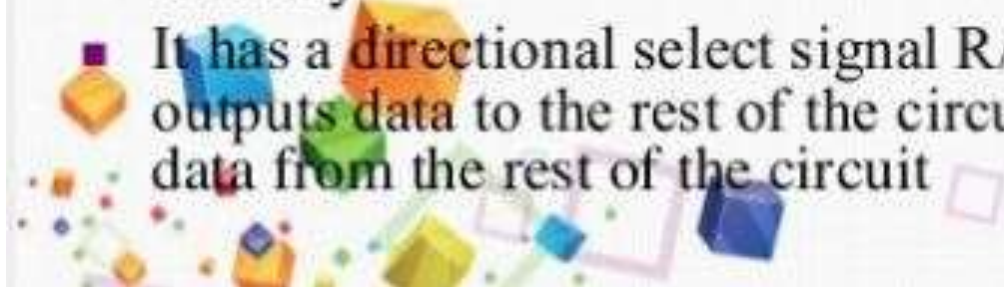 It has a directional select signal R
outputs data to the rest of the circu
data from the rest of the circuit